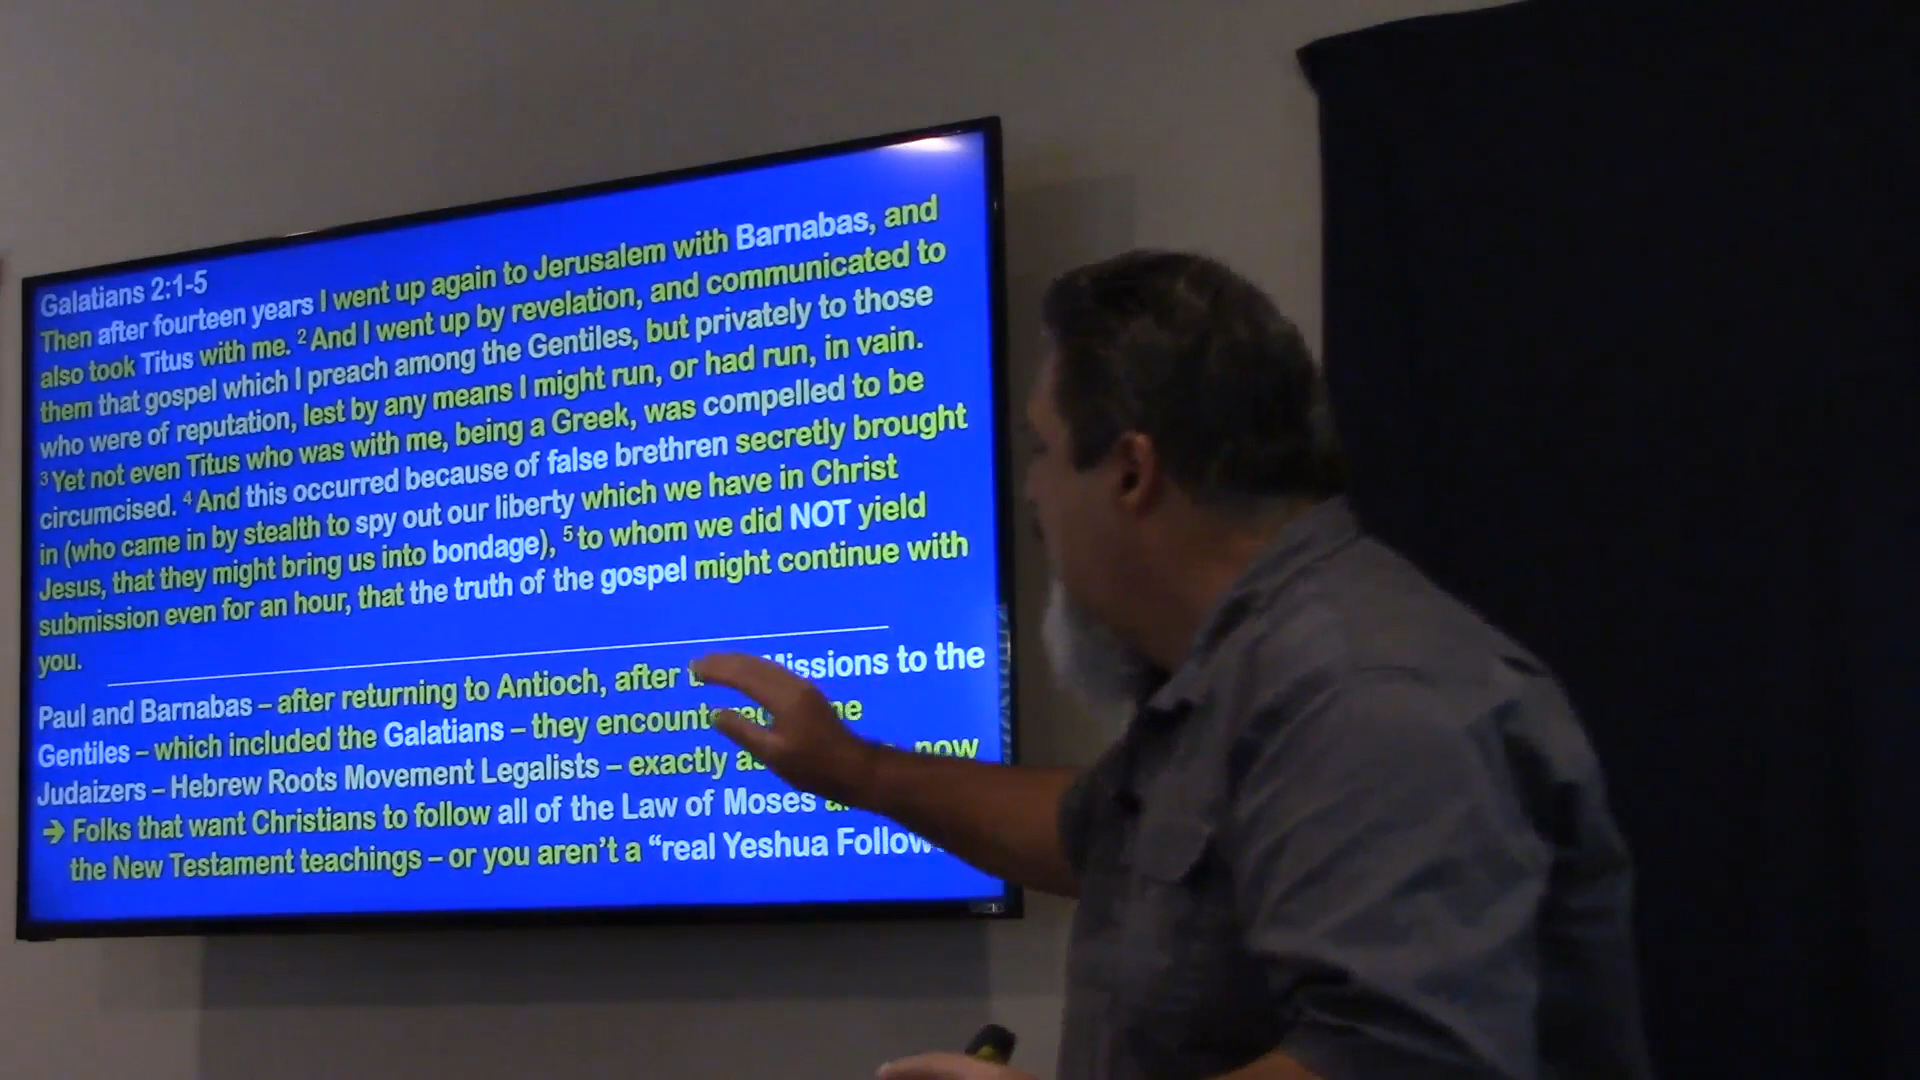 Galatians 2:1-5
Then after fourteen years I went up again to Jerusalem with Barnabas, and
also took Titus with me. 2 And I went up by revelation, and communicated to
them that gospel which I preach among the Gentiles, but privately to those
who were of reputation, lest by any means I might run, or had run, in vain.
3 Yet not even Titus who was with me, being a Greek, was compelled to be
circumcised. 4 And this occurred because of false brethren secretly brought
in (who came in by stealth to spy out our liberty which we have in Christ
Jesus, that they might bring us into bondage), 5 to whom we did NOT yield
submission even for an hour, that the truth of the gospel might continue with
you.
Paul and Barnabas – after returning to Antioch, after Missions to the
Gentiles – which included the Galatians – they encountered
Judaizers – Hebrew Roots Movement Legalists – exactly now
➔ Folks that want Christians to follow all of the Law of Moses
the New Testament teachings – or you aren't a “real Yeshua
VIZIO